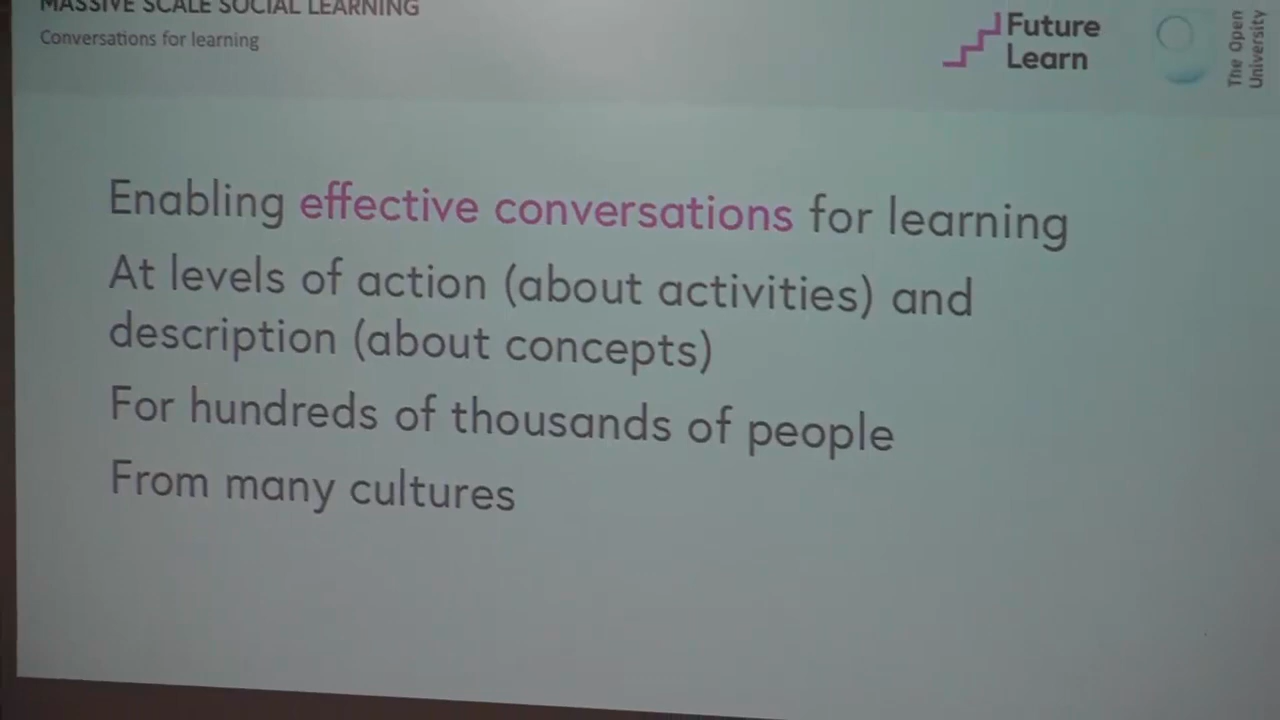 MASSIVE SCALE SOCIAL LEARNING
Conversations for learning
Future
Learn
The Open
University
Enabling effective conversations for learning
At levels of action (about activities) and
description (about concepts)
For hundreds of thousands of people
From many cultures